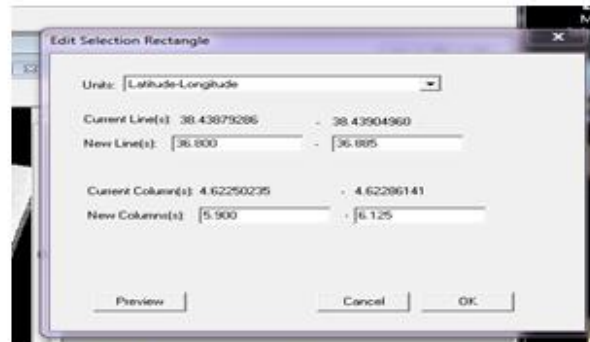 Edit Selection Rectangle
Units: Latitude-Longitude
Current Line(s): 38.43879286 - 38.43904960
New Line(s): 36.800 - 36.885
Current Column(s): 4.62250235 - 4.62286141
New Columns(s): 5.900 - 6.125
Preview Cancel OK